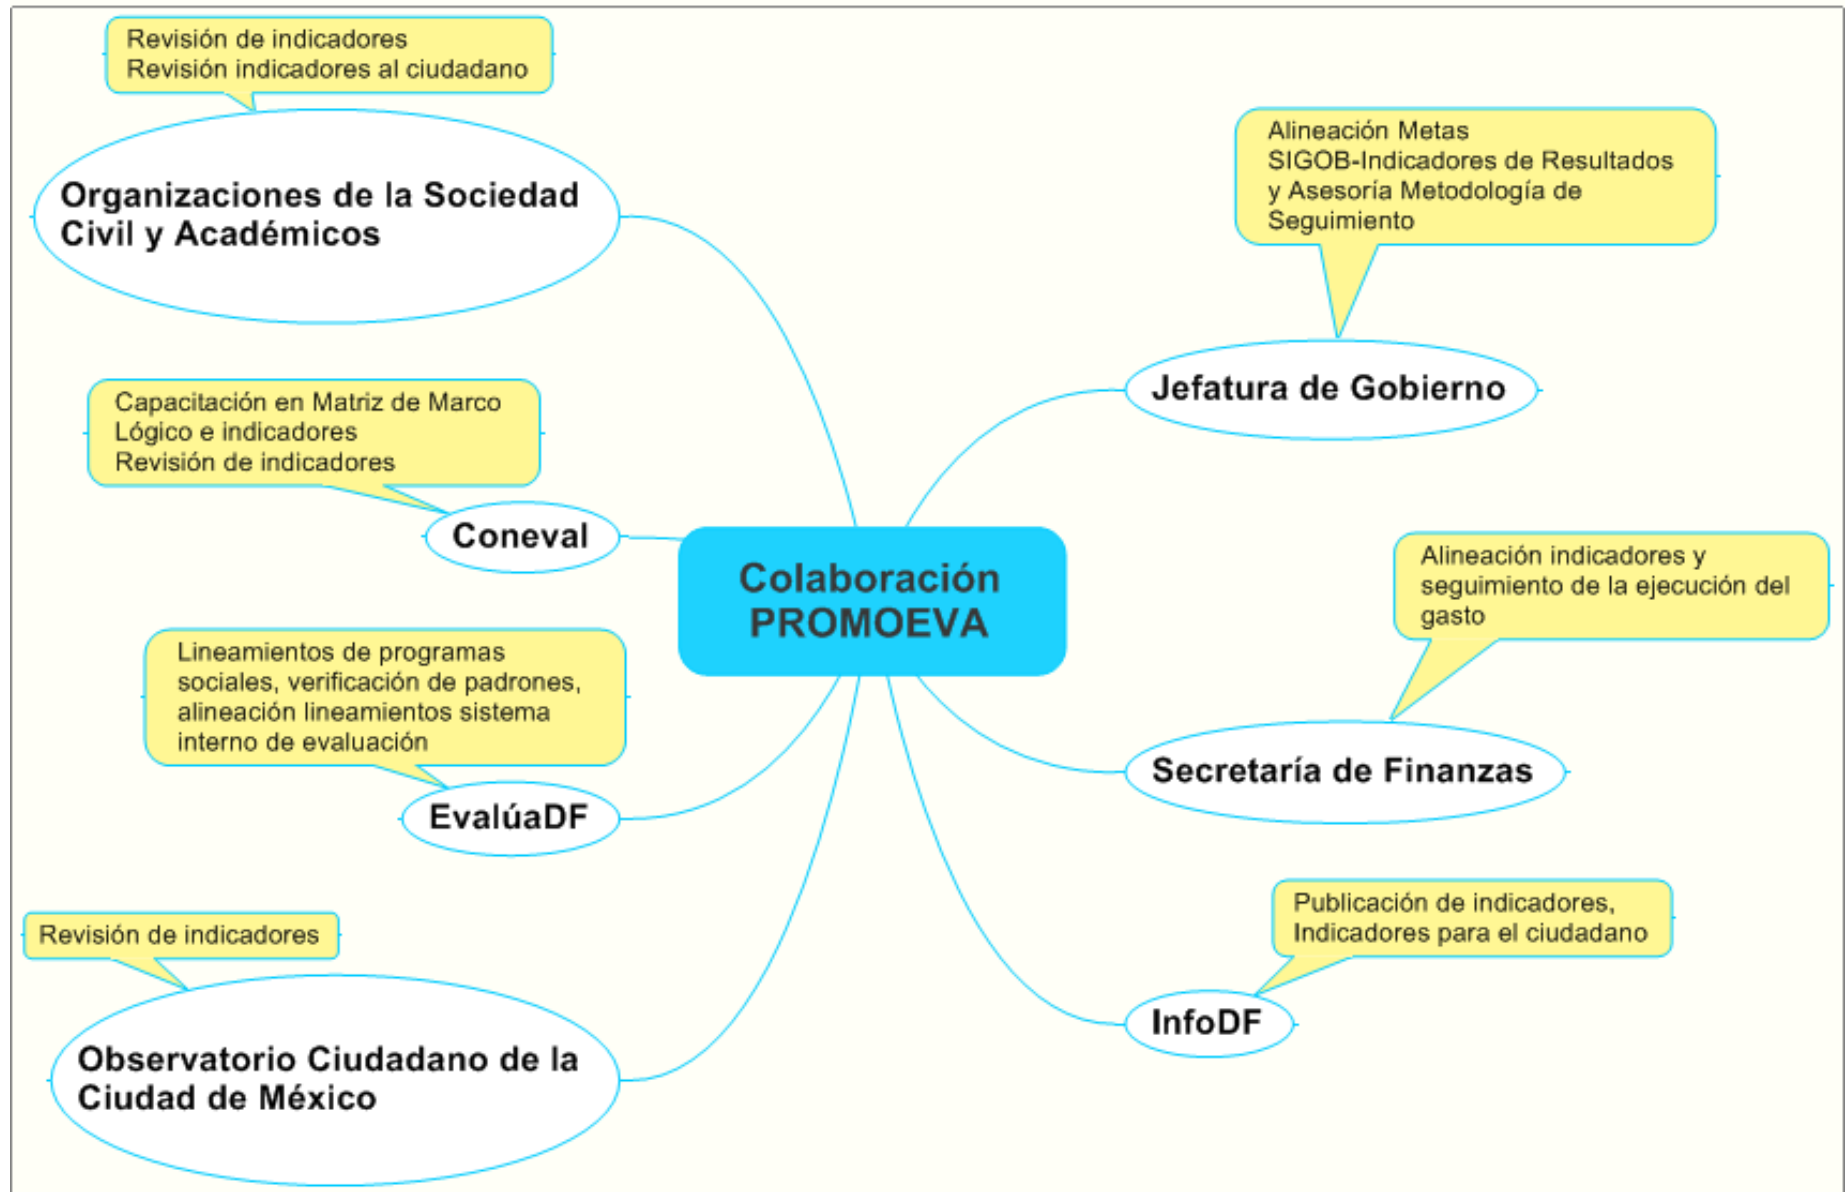 Revisión de indicadores
Revisión indicadores al ciudadano
Organizaciones de la Sociedad
Civil y Académicos
Capacitación en Matriz de Marco
Lógico e indicadores
Revisión de indicadores
Coneval
Lineamientos de programas
sociales, verificación de padrones,
alineación lineamientos sistema
interno de evaluación
EvalúaDF
Revisión de indicadores
Observatorio Ciudadano de la
Ciudad de México
Colaboración
PROMOEVA
Alineación Metas
SIGOB-Indicadores de Resultados
y Asesoría Metodología de
Seguimiento
Jefatura de Gobierno
Alineación indicadores y
seguimiento de la ejecución del
gasto
Secretaría de Finanzas
Publicación de indicadores,
Indicadores para el ciudadano
InfoDF